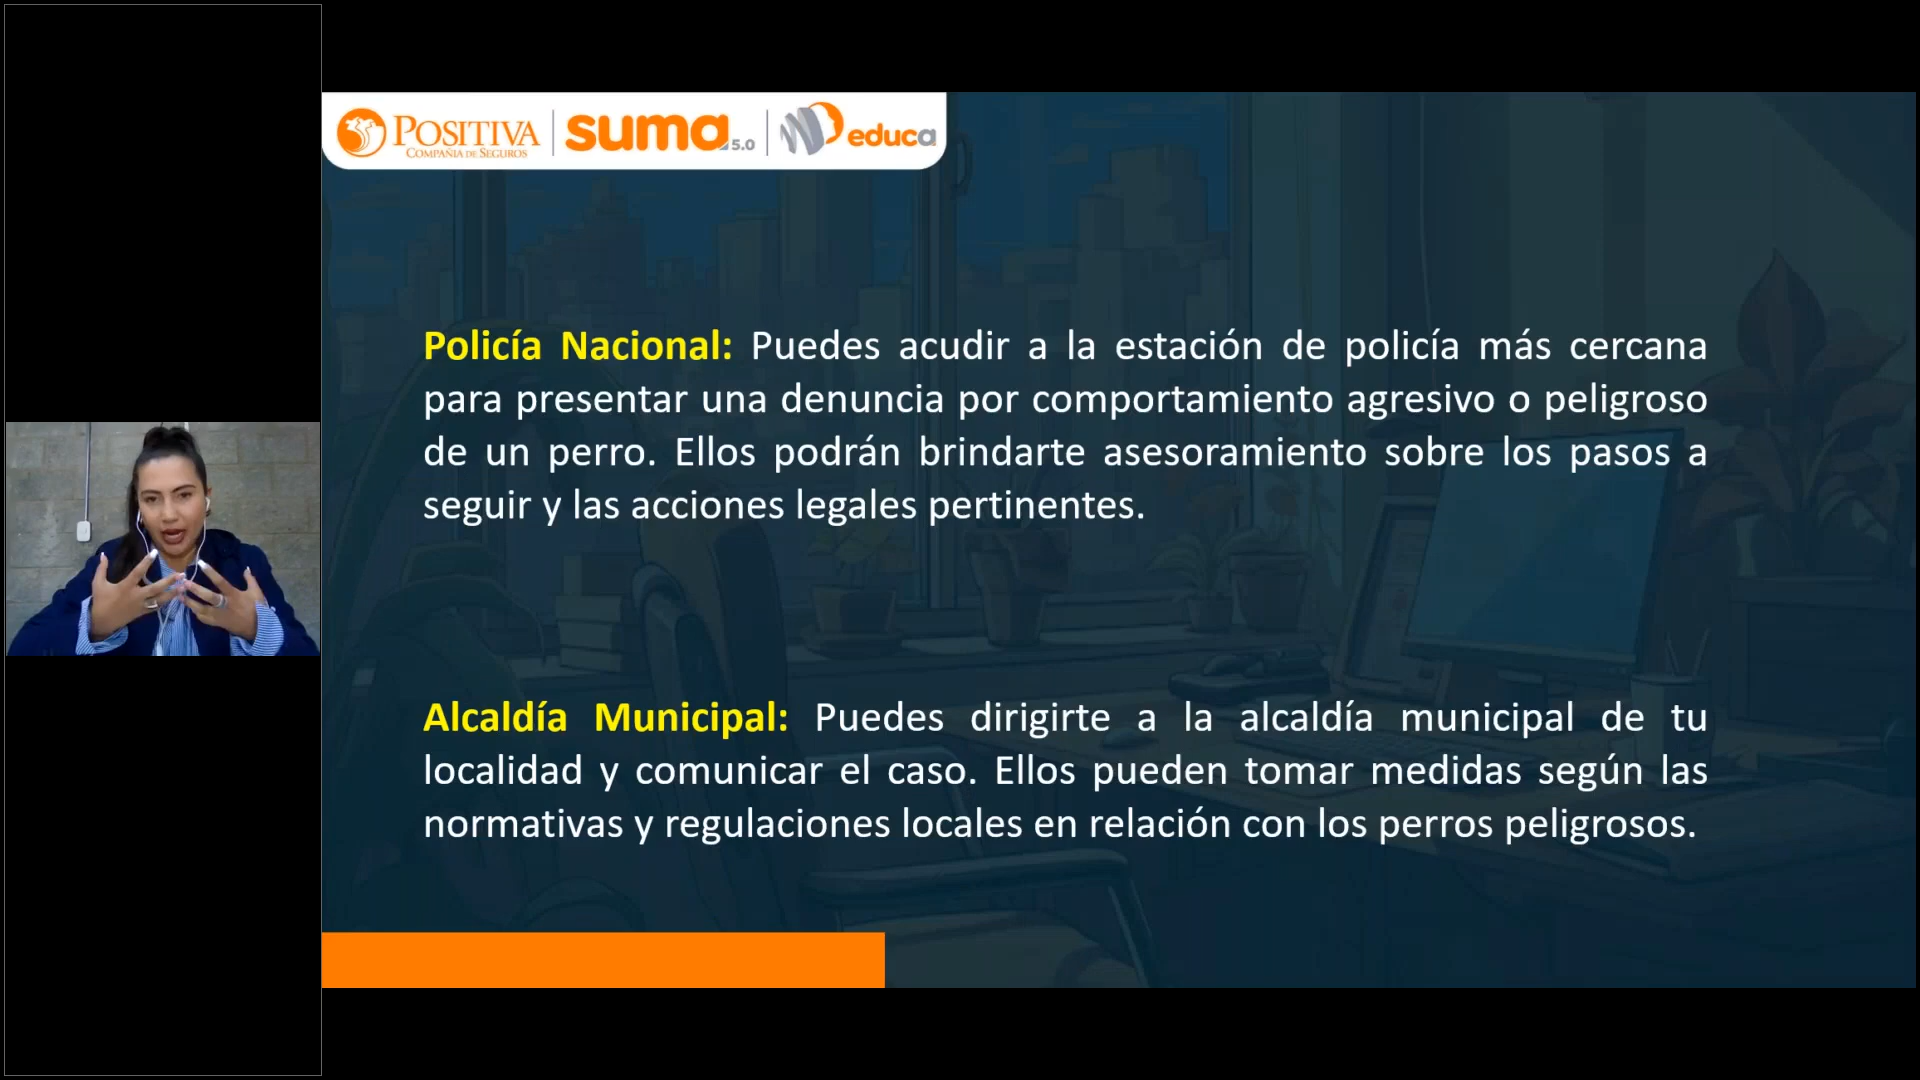 POSITIVA
COMPAÑÍA DE SEGUROS
suma 5.0
educa
Policía Nacional: Puedes acudir a la estación de policía más cercana
para presentar una denuncia por comportamiento agresivo o peligroso
de un perro. Ellos podrán brindarte asesoramiento sobre los pasos a
seguir y las acciones legales pertinentes.
Alcaldía Municipal: Puedes dirigirte a la alcaldía municipal de tu
localidad y comunicar el caso. Ellos pueden tomar medidas según las
normativas y regulaciones locales en relación con los perros peligrosos.